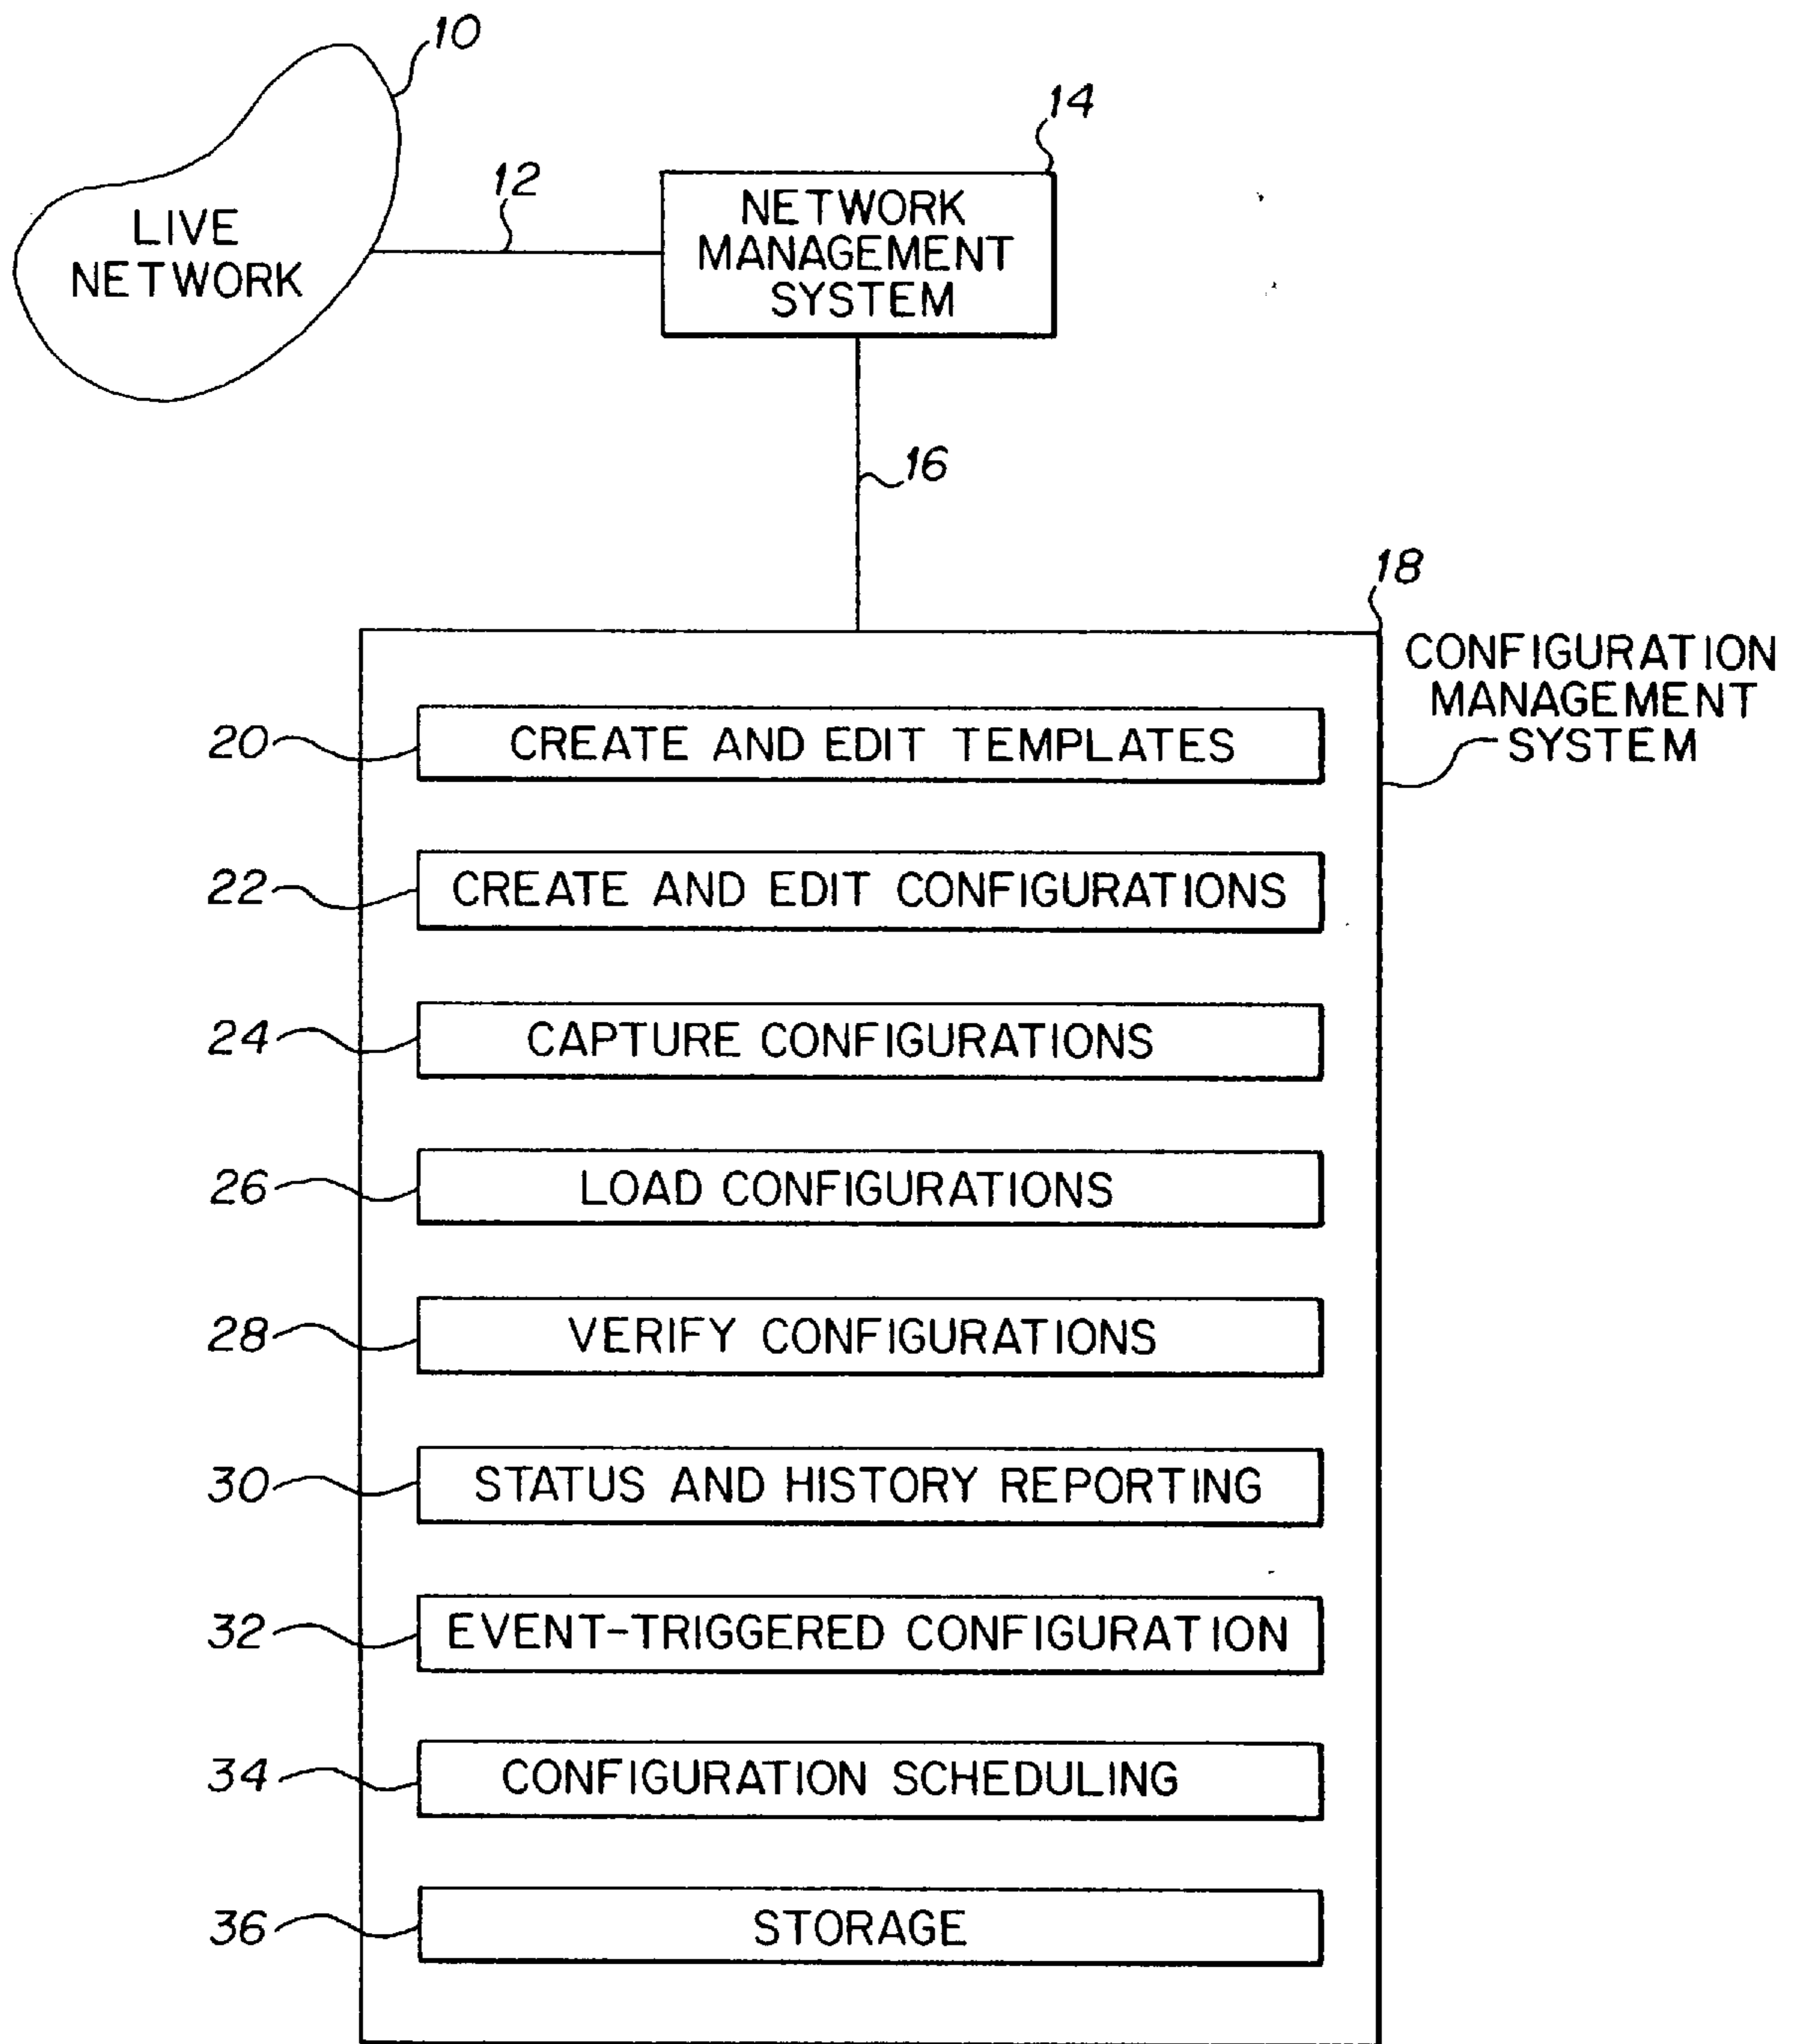 10
14
12
LIVE
NETWORK
NETWORK
MANAGEMENT
SYSTEM
16
18
CONFIGURATION
MANAGEMENT
SYSTEM
20 CREATE AND EDIT TEMPLATES
22 CREATE AND EDIT CONFIGURATIONS
24 CAPTURE CONFIGURATIONS
26 LOAD CONFIGURATIONS
28 VERIFY CONFIGURATIONS
30 STATUS AND HISTORY REPORTING
32 EVENT-TRIGGERED CONFIGURATION
34 CONFIGURATION SCHEDULING
36 STORAGE